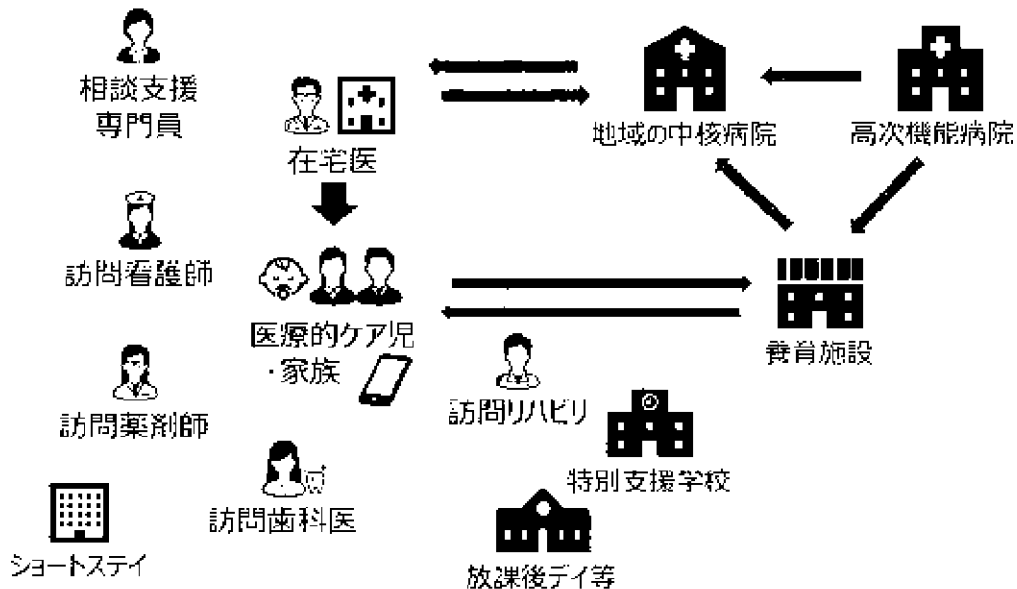 相談支援
専門員
在宅医
地域の中核病院
高次機能病院
訪問看護師
医療的ケア児
・家族
養育施設
訪問薬剤師
訪問リハビリ
特別支援学校
訪問歯科医
ショートステイ
放課後デイ等